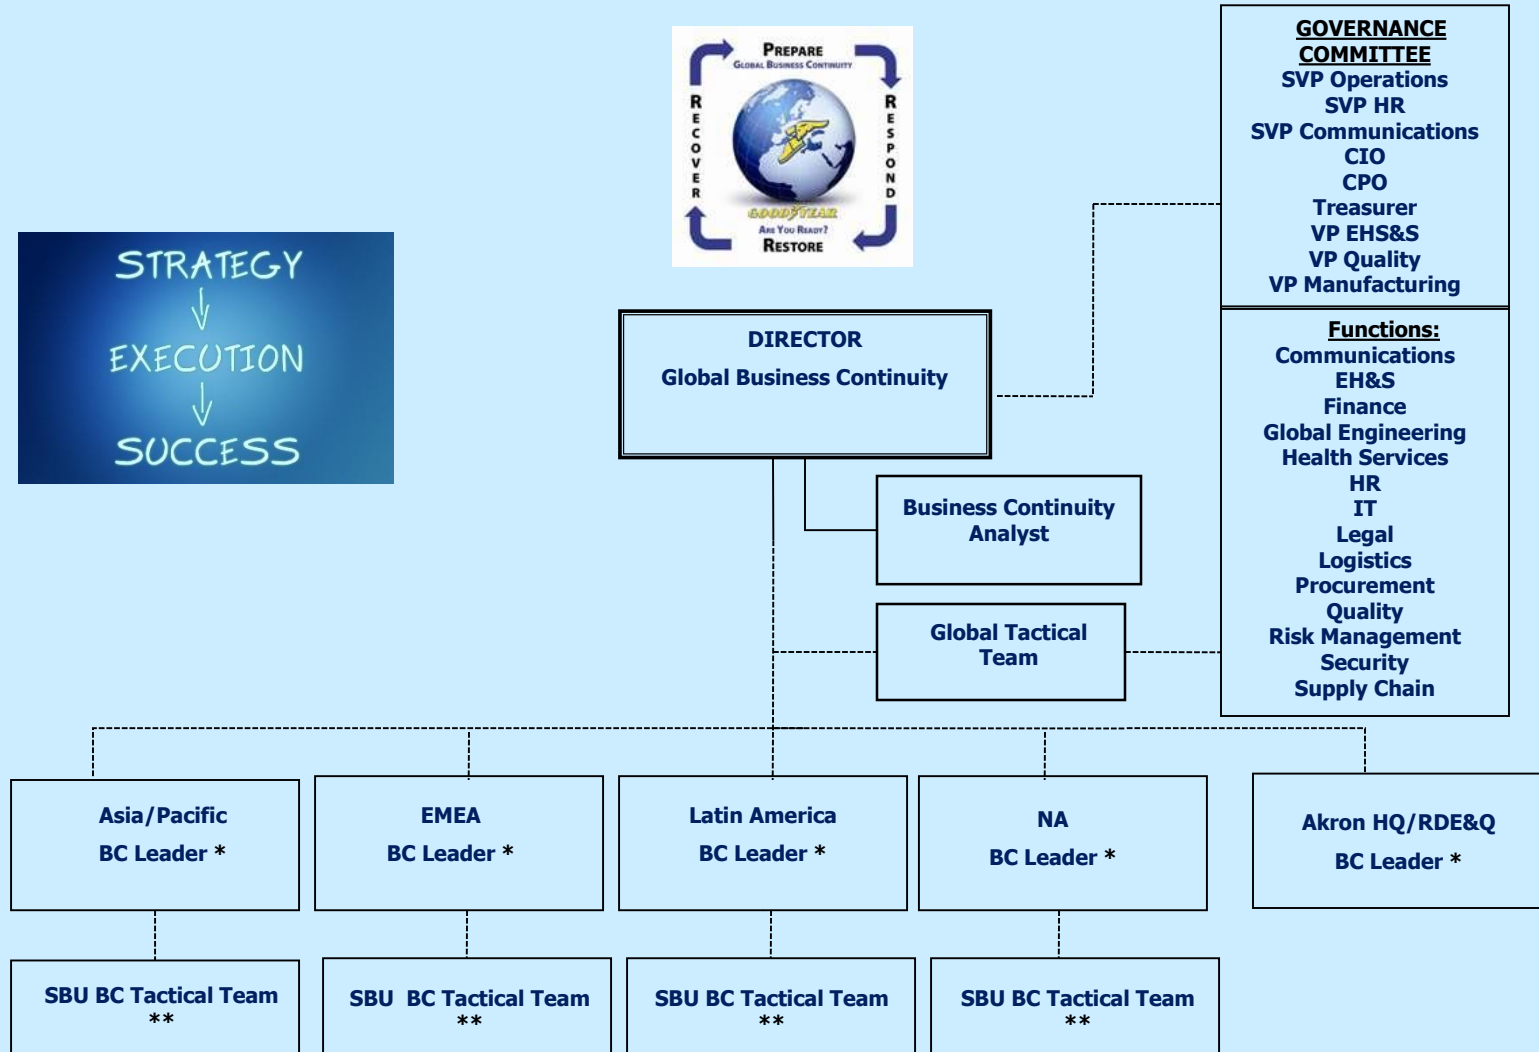 PREPARE
GLOBAL BUSINESS CONTINUITY
RECOVER
RESPOND
GOODYEAR
ARE YOU READY?
RESTORE
STRATEGY
EXECUTION
SUCCESS
GOVERNANCE
COMMITTEE
SVP Operations
SVP HR
SVP Communications
CIO
CPO
Treasurer
VP EHS&S
VP Quality
VP Manufacturing
Functions:
Communications
EH&S
Finance
Global Engineering
Health Services
HR
IT
Legal
Logistics
Procurement
Quality
Risk Management
Security
Supply Chain
DIRECTOR
Global Business Continuity
Business Continuity
Analyst
Global Tactical
Team
Asia/Pacific
BC Leader *
EMEA
BC Leader *
Latin America
BC Leader *
NA
BC Leader *
Akron HQ/RDE&Q
BC Leader *
SBU BC Tactical Team
**
SBU BC Tactical Team
**
SBU BC Tactical Team
**
SBU BC Tactical Team
**